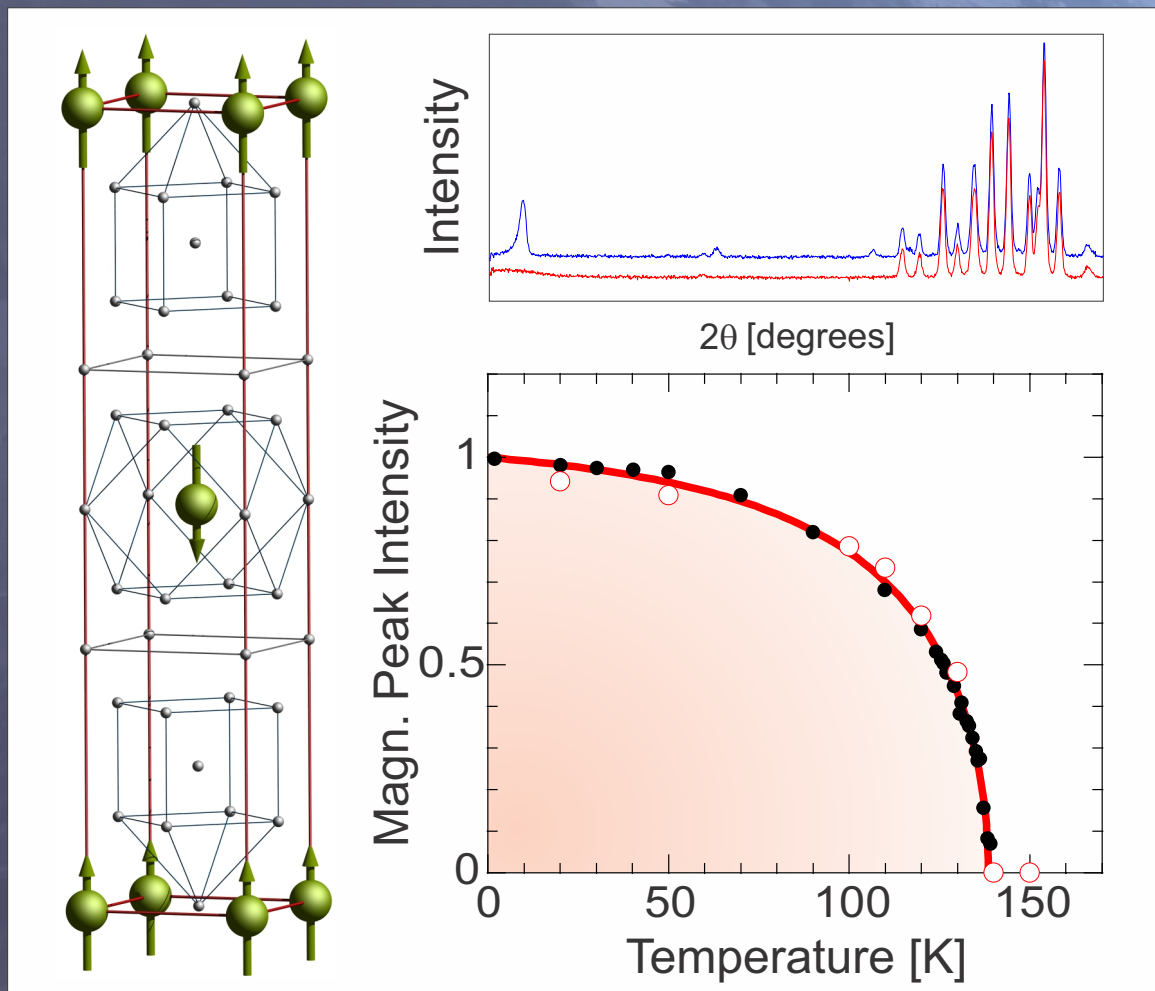 Intensity
2θ [degrees]
Magn. Peak Intensity
1
0.5
0
0 50 100 150
Temperature [K]